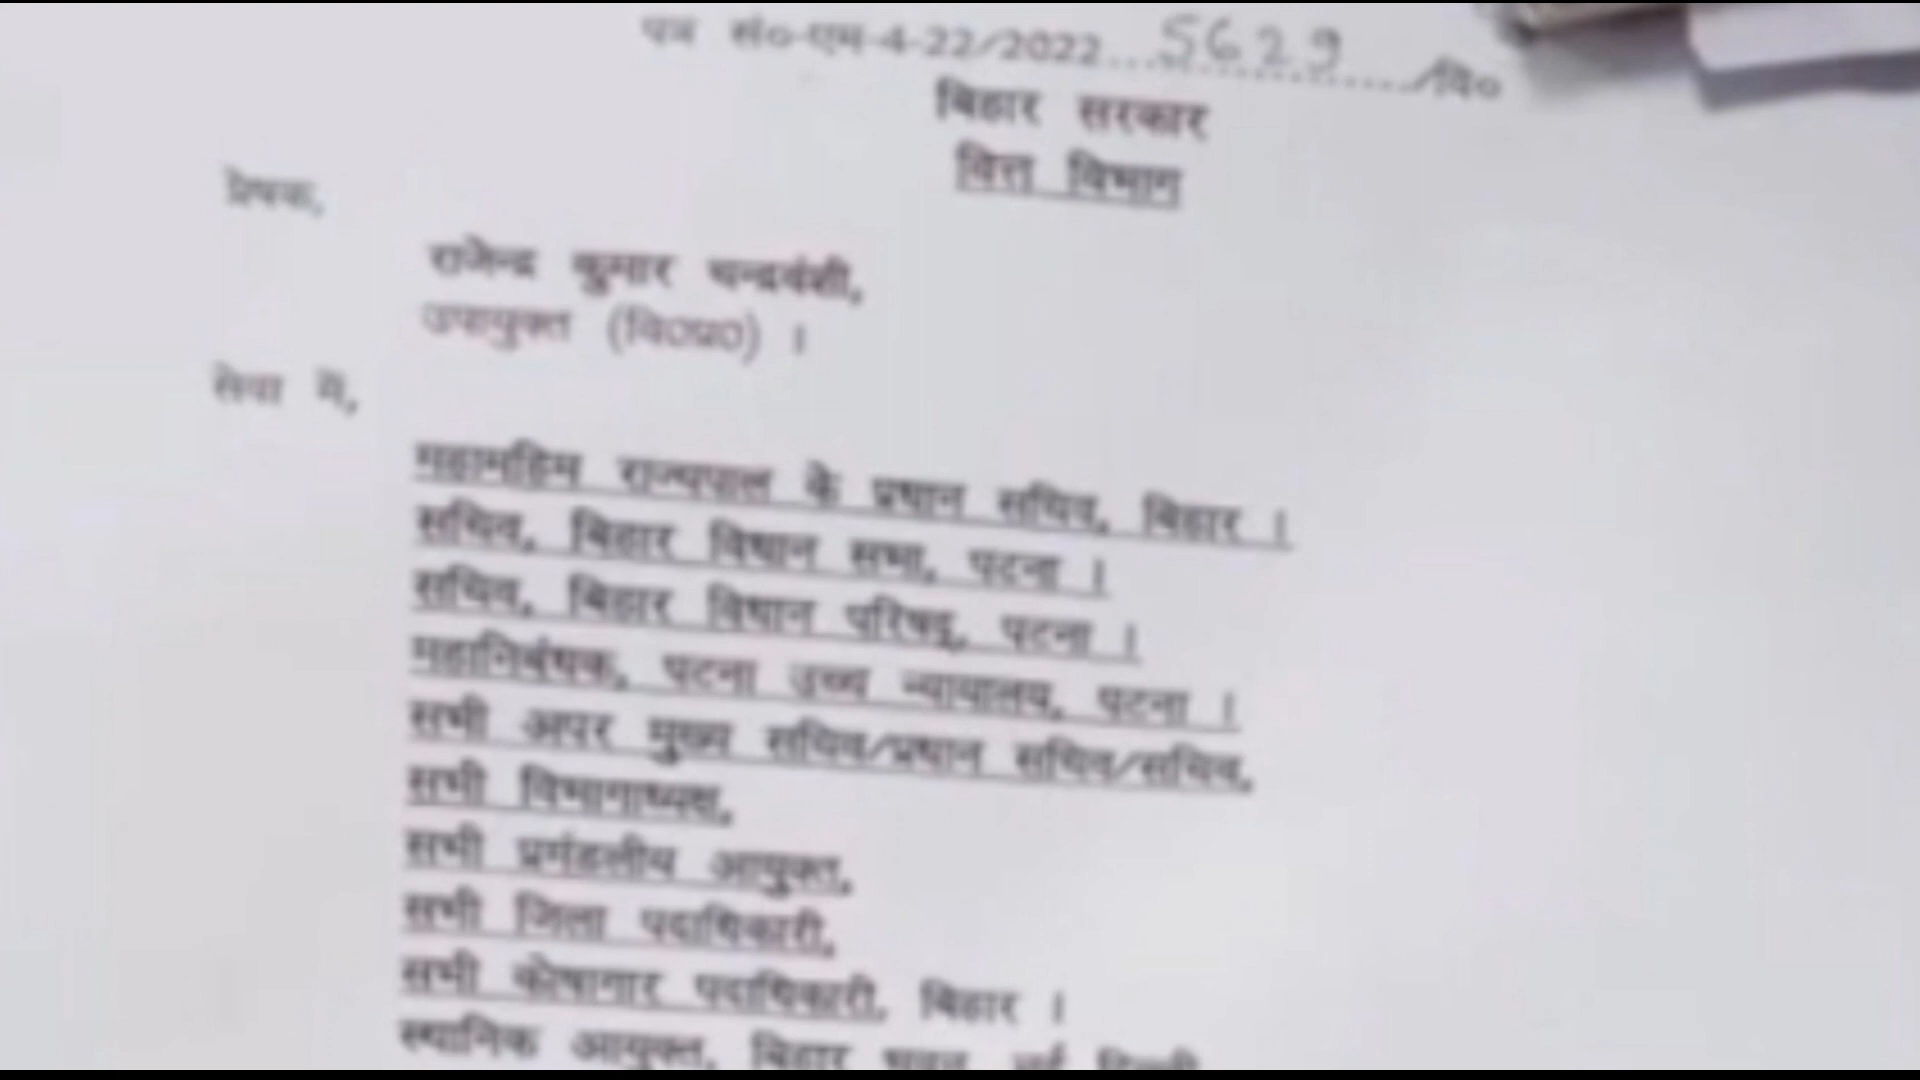 पत्र सं०-एम-4-22/2022...5629.../वि०
बिहार सरकार
वित्त विभाग
प्रेषक,
राजेन्द्र कुमार चन्द्रवंशी,
उपायुक्त (वि०प्र०) ।
सेवा में,
महामहिम राज्यपाल के प्रधान सचिव, बिहार ।
सचिव, बिहार विधान सभा, पटना ।
सचिव, बिहार विधान परिषद्, पटना ।
महानिबंधक, पटना उच्च न्यायालय, पटना ।
सभी अपर मुख्य सचिव/प्रधान सचिव/सचिव,
सभी विभागाध्यक्ष,
सभी प्रमंडलीय आयुक्त,
सभी जिला पदाधिकारी,
सभी कोषागार पदाधिकारी, बिहार ।
स्थानिक आयुक्त, बिहार भवन, नई दिल्ली